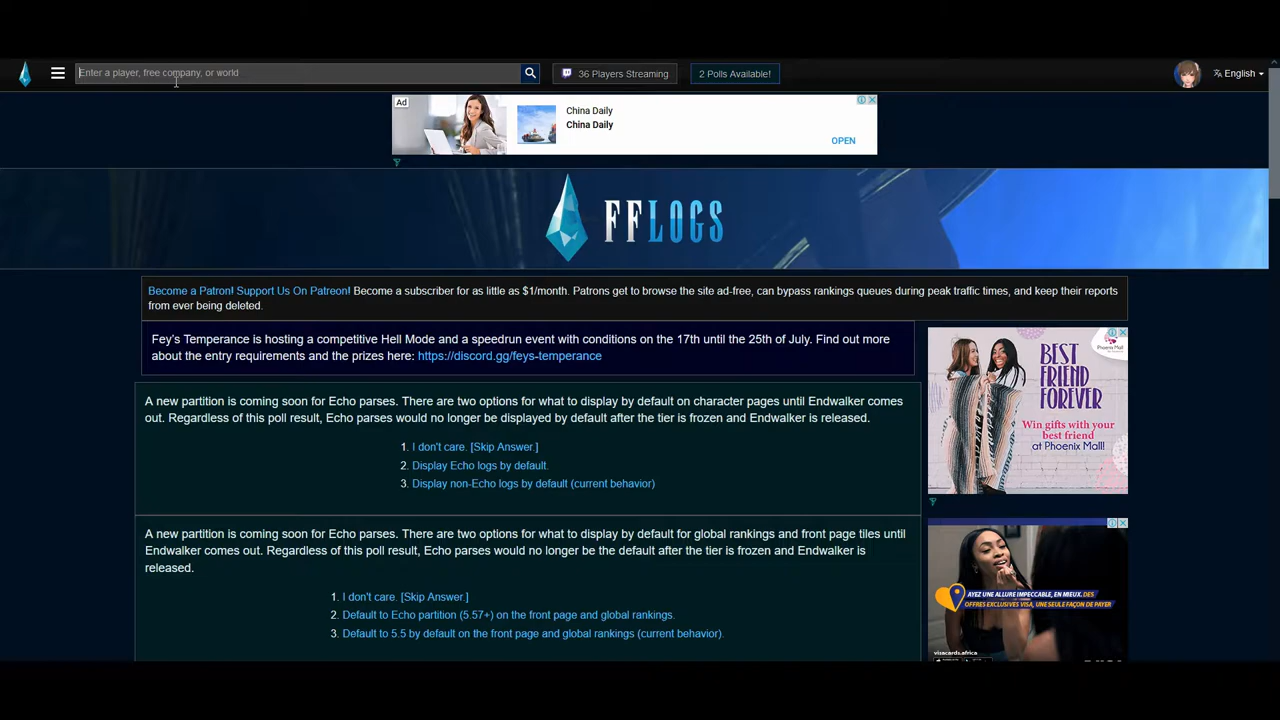 Enter a player, free company, or world
36 Players Streaming
2 Polls Available!
English
Ad
China Daily
China Daily
OPEN
FFLOGS
Become a Patron! Support Us On Patreon! Become a subscriber for as little as $1/month. Patrons get to browse the site ad-free, can bypass rankings queues during peak traffic times, and keep their reports
from ever being deleted.
Fey's Temperance is hosting a competitive Hell Mode and a speedrun event with conditions on the 17th until the 25th of July. Find out more
about the entry requirements and the prizes here: https://discord.gg/feys-temperance
A new partition is coming soon for Echo parses. There are two options for what to display by default on character pages until Endwalker comes
out. Regardless of this poll result, Echo parses would no longer be displayed by default after the tier is frozen and Endwalker is released.
1. I don't care. [Skip Answer.]
2. Display Echo logs by default.
3. Display non-Echo logs by default (current behavior)
A new partition is coming soon for Echo parses. There are two options for what to display by default for global rankings and front page tiles until
Endwalker comes out. Regardless of this poll result, Echo parses would no longer be the default after the tier is frozen and Endwalker is
released.
1. I don't care. [Skip Answer.]
2. Default to Echo partition (5.57+) on the front page and global rankings.
3. Default to 5.5 by default on the front page and global rankings (current behavior).
Phoenix Mall
BEST
FRIEND
FOREVER
Win gifts with your
best friend
at Phoenix Mall!
AYEZ UNE ALLURE IMPECCABLE, EN MIEUX. DES
OFFRES EXCLUSIVES VISA, UNE SEULE FAÇON DE PAYER
visacards.africa